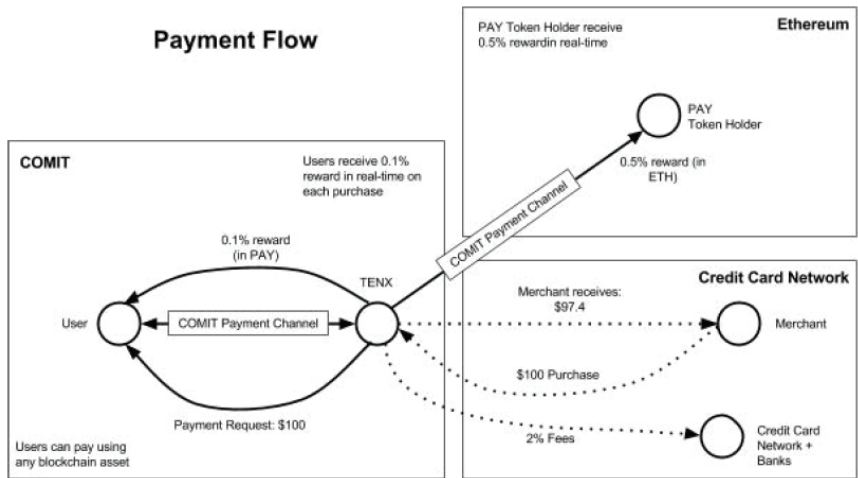 Payment Flow
PAY Token Holder receive
0.5% rewardin real-time
Ethereum
PAY
Token Holder
0.5% reward (in
ETH)
COMIT Payment Channel
COMIT
Users receive 0.1%
reward in real-time on
each purchase
0.1% reward
(in PAY)
TENX
User
COMIT Payment Channel
Payment Request: $100
Users can pay using
any blockchain asset
Credit Card Network
Merchant receives:
$97.4
Merchant
$100 Purchase
2% Fees
Credit Card
Network +
Banks